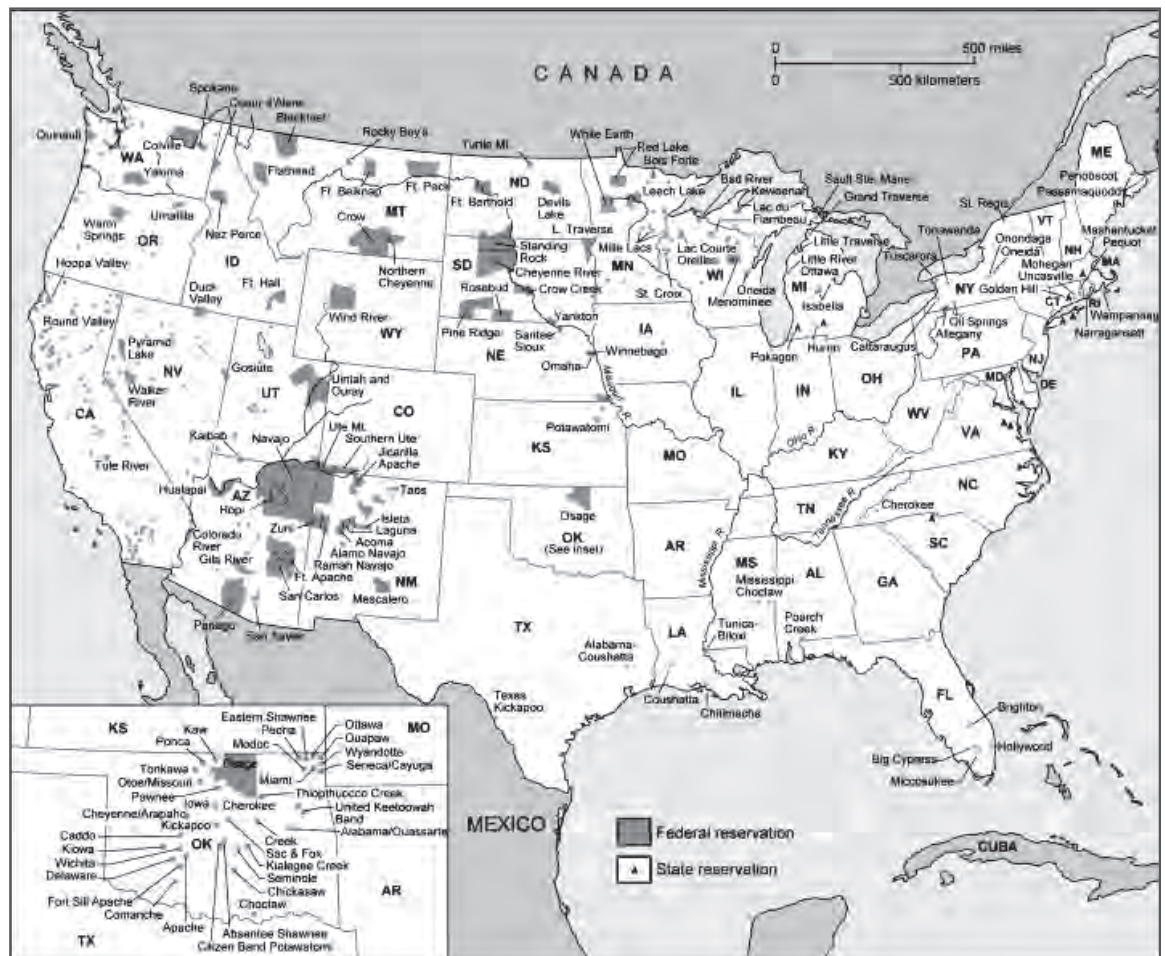 0 500 miles
0 500 kilometers
CANADA
Spokane
Coeur d'Alene
Blackfeet
Rocky Boy's
Turtle Mt.
White Earth
Red Lake
Bois Forte
Quinault
WA
Colville
Yakima
Flathead
Ft. Belknap
Ft. Peck
ND
Ft. Berthold
Devils
Lake
Leech Lake
Bad River
Keweenah
Lac du
Flambeau
Sault Ste. Marie
Grand Traverse
ME
Penobscot
Passamaquoddy
St. Regis
Warm
Springs
Umatilla
OR
Nez Perce
ID
Crow
MT
Northern
Cheyenne
L. Traverse
Standing
Rock
SD
Cheyenne River
Crow Creek
Rosebud
Mille Lacs
MN
Lac Courte
Oreilles
WI
St. Croix
Oneida
Menominee
Little Traverse
Little River
Ottawa
MI
Isabella
Tonawanda
Tuscarora
VT
NH
Onondaga
Oneida
Mohegan
Uncasville
Golden Hill
NY
CT
MA
RI
Mashantucket
Pequot
Wampanoag
Narragansett
Hoopa Valley
Duck
Valley
Ft. Hall
Wind River
WY
Pine Ridge
Yankton
Santee
Sioux
NE
IA
Winnebago
Omaha
Missouri R.
Pokagon
Huron
Cattaraugus
Oil Springs
Allegany
PA
NJ
MD
DE
Round Valley
Pyramid
Lake
NV
Walker
River
Gosiute
UT
Uintah and
Ouray
CO
CA
Tule River
Kaibab
Navajo
Ute Mt.
Southern Ute
Jicarilla
Apache
Taos
KS
Potawatomi
MO
IL
IN
OH
Ohio R.
KY
WV
VA
Hualapai
AZ
Hopi
Zuni
Isleta
Laguna
Acoma
Alamo Navajo
Ramah Navajo
Colorado
River
Gila River
Ft. Apache
San Carlos
NM
Mescalero
Papago
San Xavier
Osage
OK
(See inset)
AR
Mississippi R.
TN
Tennessee R.
Cherokee
NC
SC
MS
Mississippi
Choctaw
AL
GA
TX
Alabama-
Coushatta
LA
Tunica-
Biloxi
Poarch
Creek
Texas
Kickapoo
Coushatta
Chitimacha
FL
Brighton
Hollywood
Big Cypress
Miccosukee
MEXICO
CUBA
Federal reservation
State reservation
KS
MO
Kaw
Ponca
Eastern Shawnee
Peoria
Modoc
Ottawa
Quapaw
Wyandotte
Seneca/Cayuga
Osage
Miami
Tonkawa
Otoe/Missouri
Pawnee
Thlopthlocco Creek
Iowa
Cherokee
United Keetoowah
Band
Cheyenne/Arapaho
Kickapoo
Alabama/Quassarte
Caddo
Kiowa
Wichita
Delaware
OK
Creek
Sac & Fox
Kialegee Creek
Seminole
Chickasaw
Choctaw
AR
Fort Sill Apache
Comanche
Apache
Absentee Shawnee
Citizen Band Potawatomi
TX